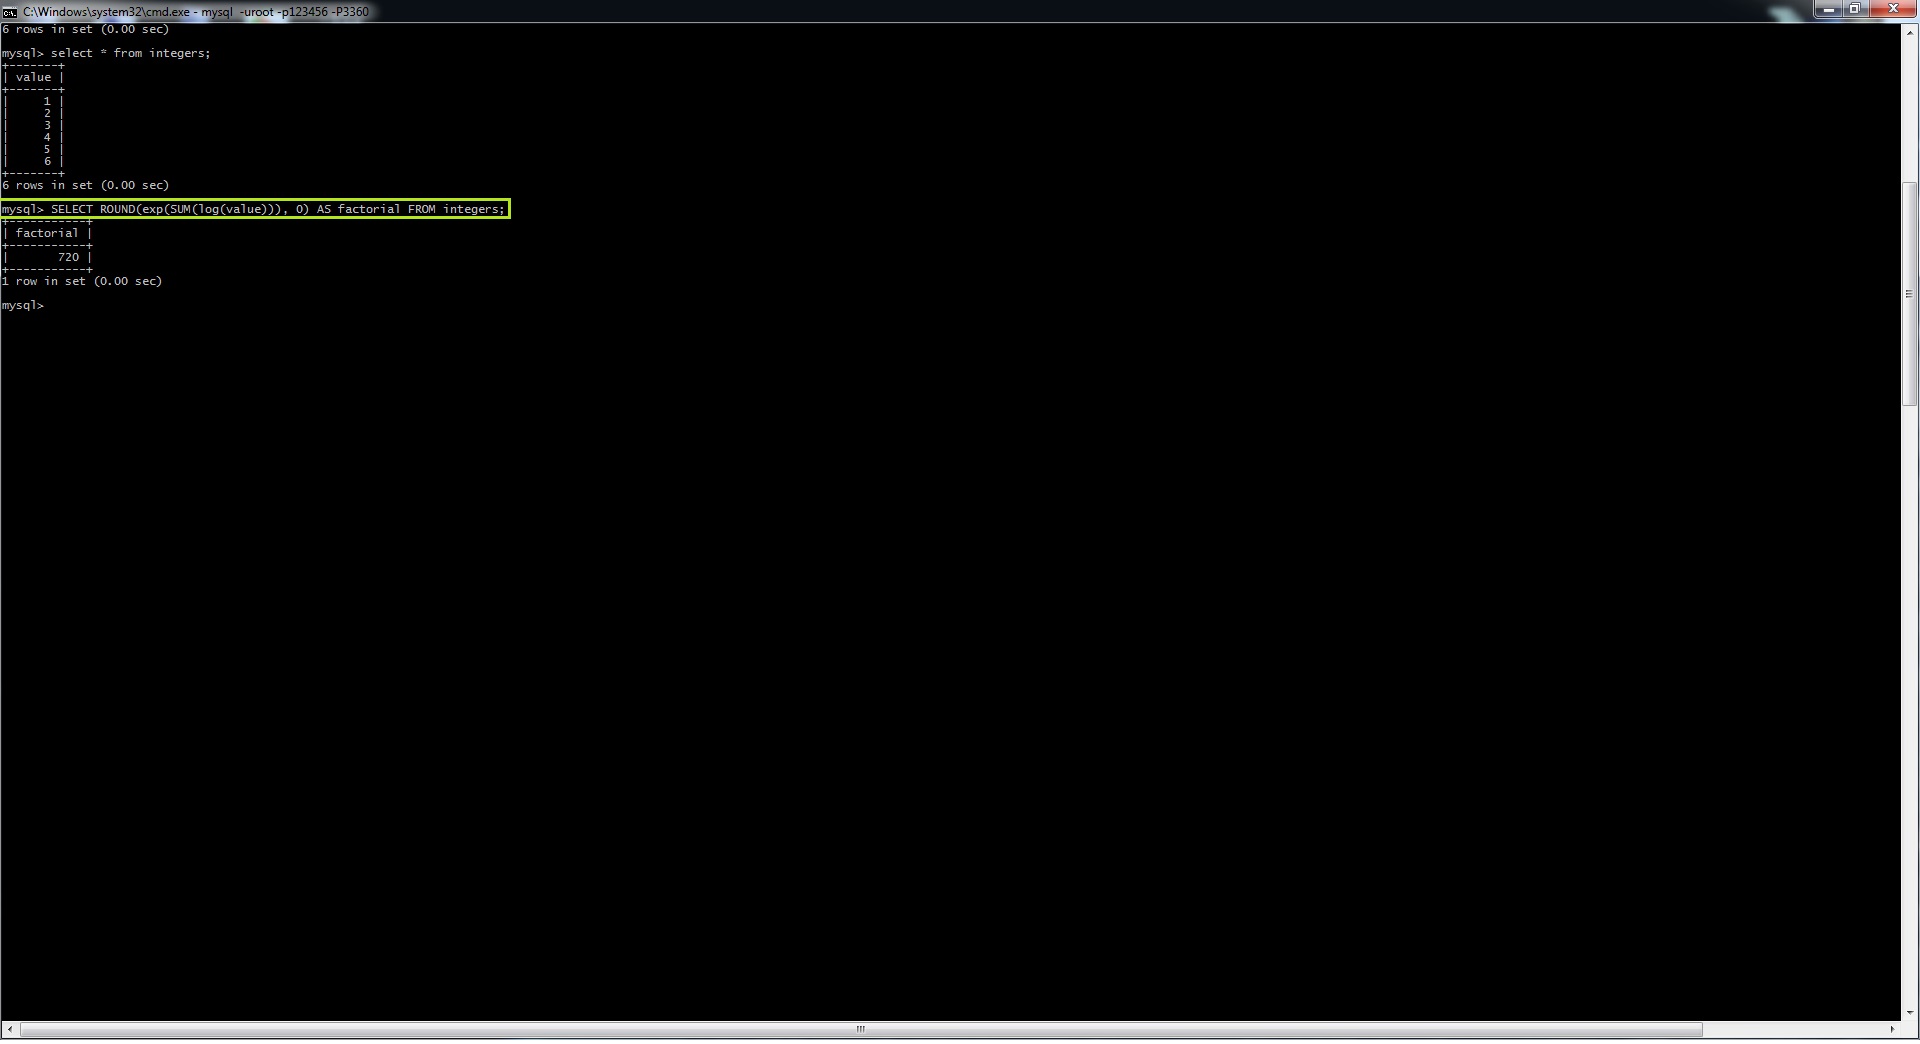 C:\Windows\system32\cmd.exe - mysql  -uroot -p123456 -P3360
6 rows in set (0.00 sec)
mysql> select * from integers;
+-------+
| value |
+-------+
|     1 |
|     2 |
|     3 |
|     4 |
|     5 |
|     6 |
+-------+
6 rows in set (0.00 sec)
mysql> SELECT ROUND(exp(SUM(log(value))), 0) AS factorial FROM integers;
+-----------+
| factorial |
+-----------+
|       720 |
+-----------+
1 row in set (0.00 sec)
mysql>